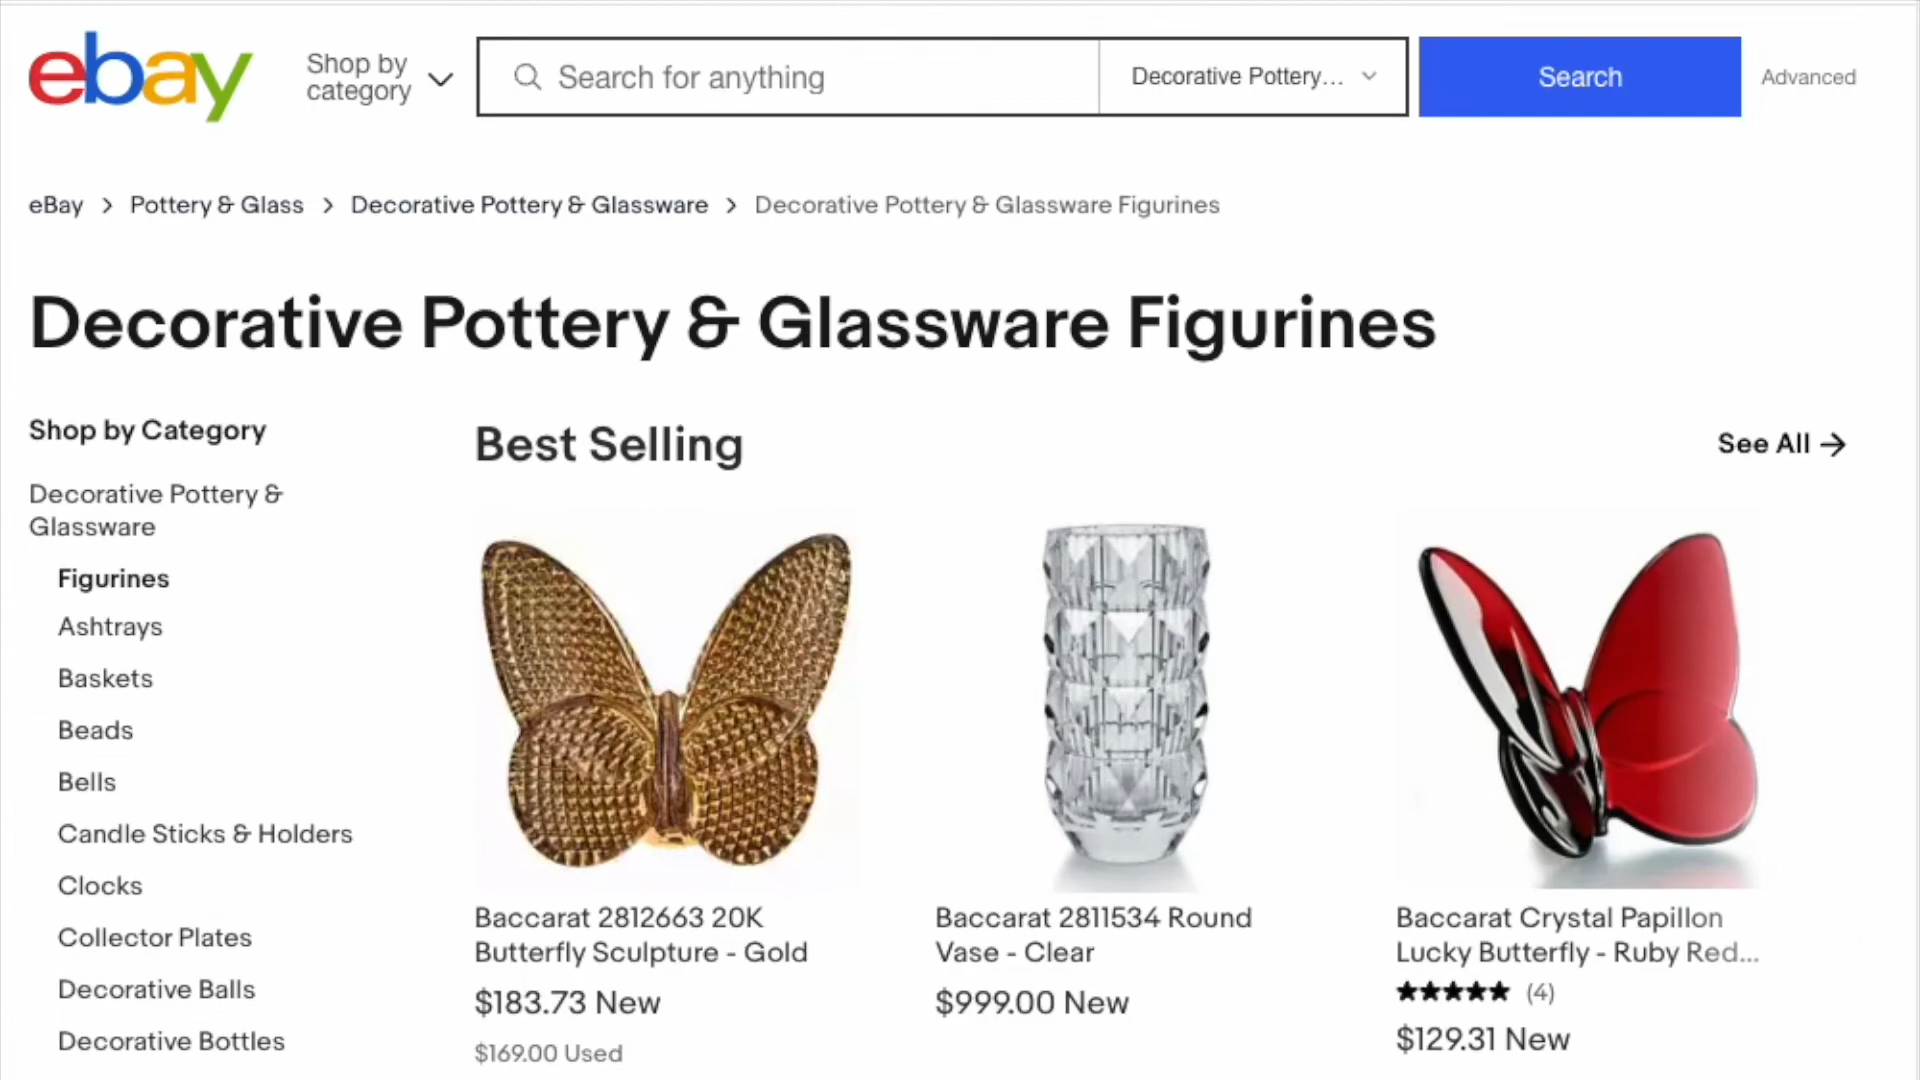 ebay
Shop by
category
Search for anything
Decorative Pottery...
Search
Advanced
eBay > Pottery & Glass > Decorative Pottery & Glassware > Decorative Pottery & Glassware Figurines
Decorative Pottery & Glassware Figurines
Shop by Category
Decorative Pottery &
Glassware
Figurines
Ashtrays
Baskets
Beads
Bells
Candle Sticks & Holders
Clocks
Collector Plates
Decorative Balls
Decorative Bottles
Best Selling
See All →
Baccarat 2812663 20K
Butterfly Sculpture - Gold
$183.73 New
$169.00 Used
Baccarat 2811534 Round
Vase - Clear
$999.00 New
Baccarat Crystal Papillon
Lucky Butterfly - Ruby Red...
★★★★★ (4)
$129.31 New